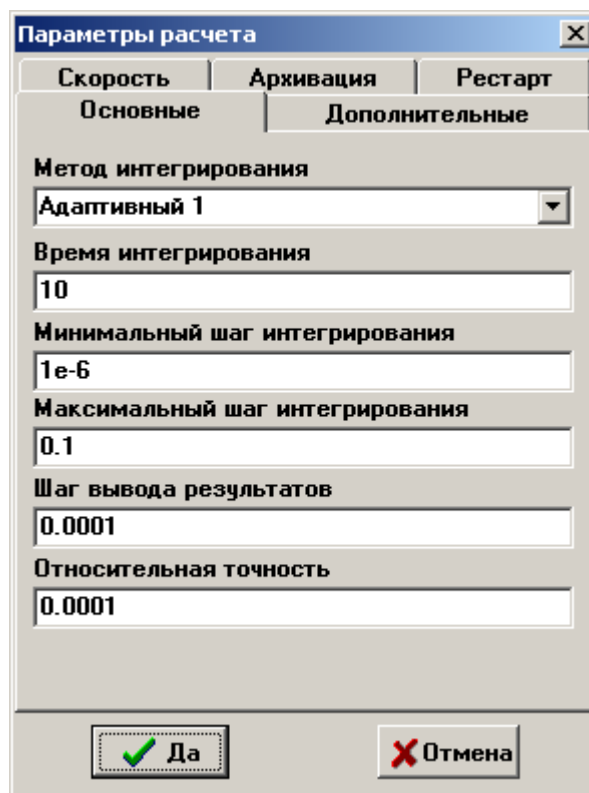 Параметры расчета
Скорость Архивация Рестарт
Основные Дополнительные
Метод интегрирования
Адаптивный 1
Время интегрирования
10
Минимальный шаг интегрирования
1e-6
Максимальный шаг интегрирования
0.1
Шаг вывода результатов
0.0001
Относительная точность
0.0001
Да Отмена